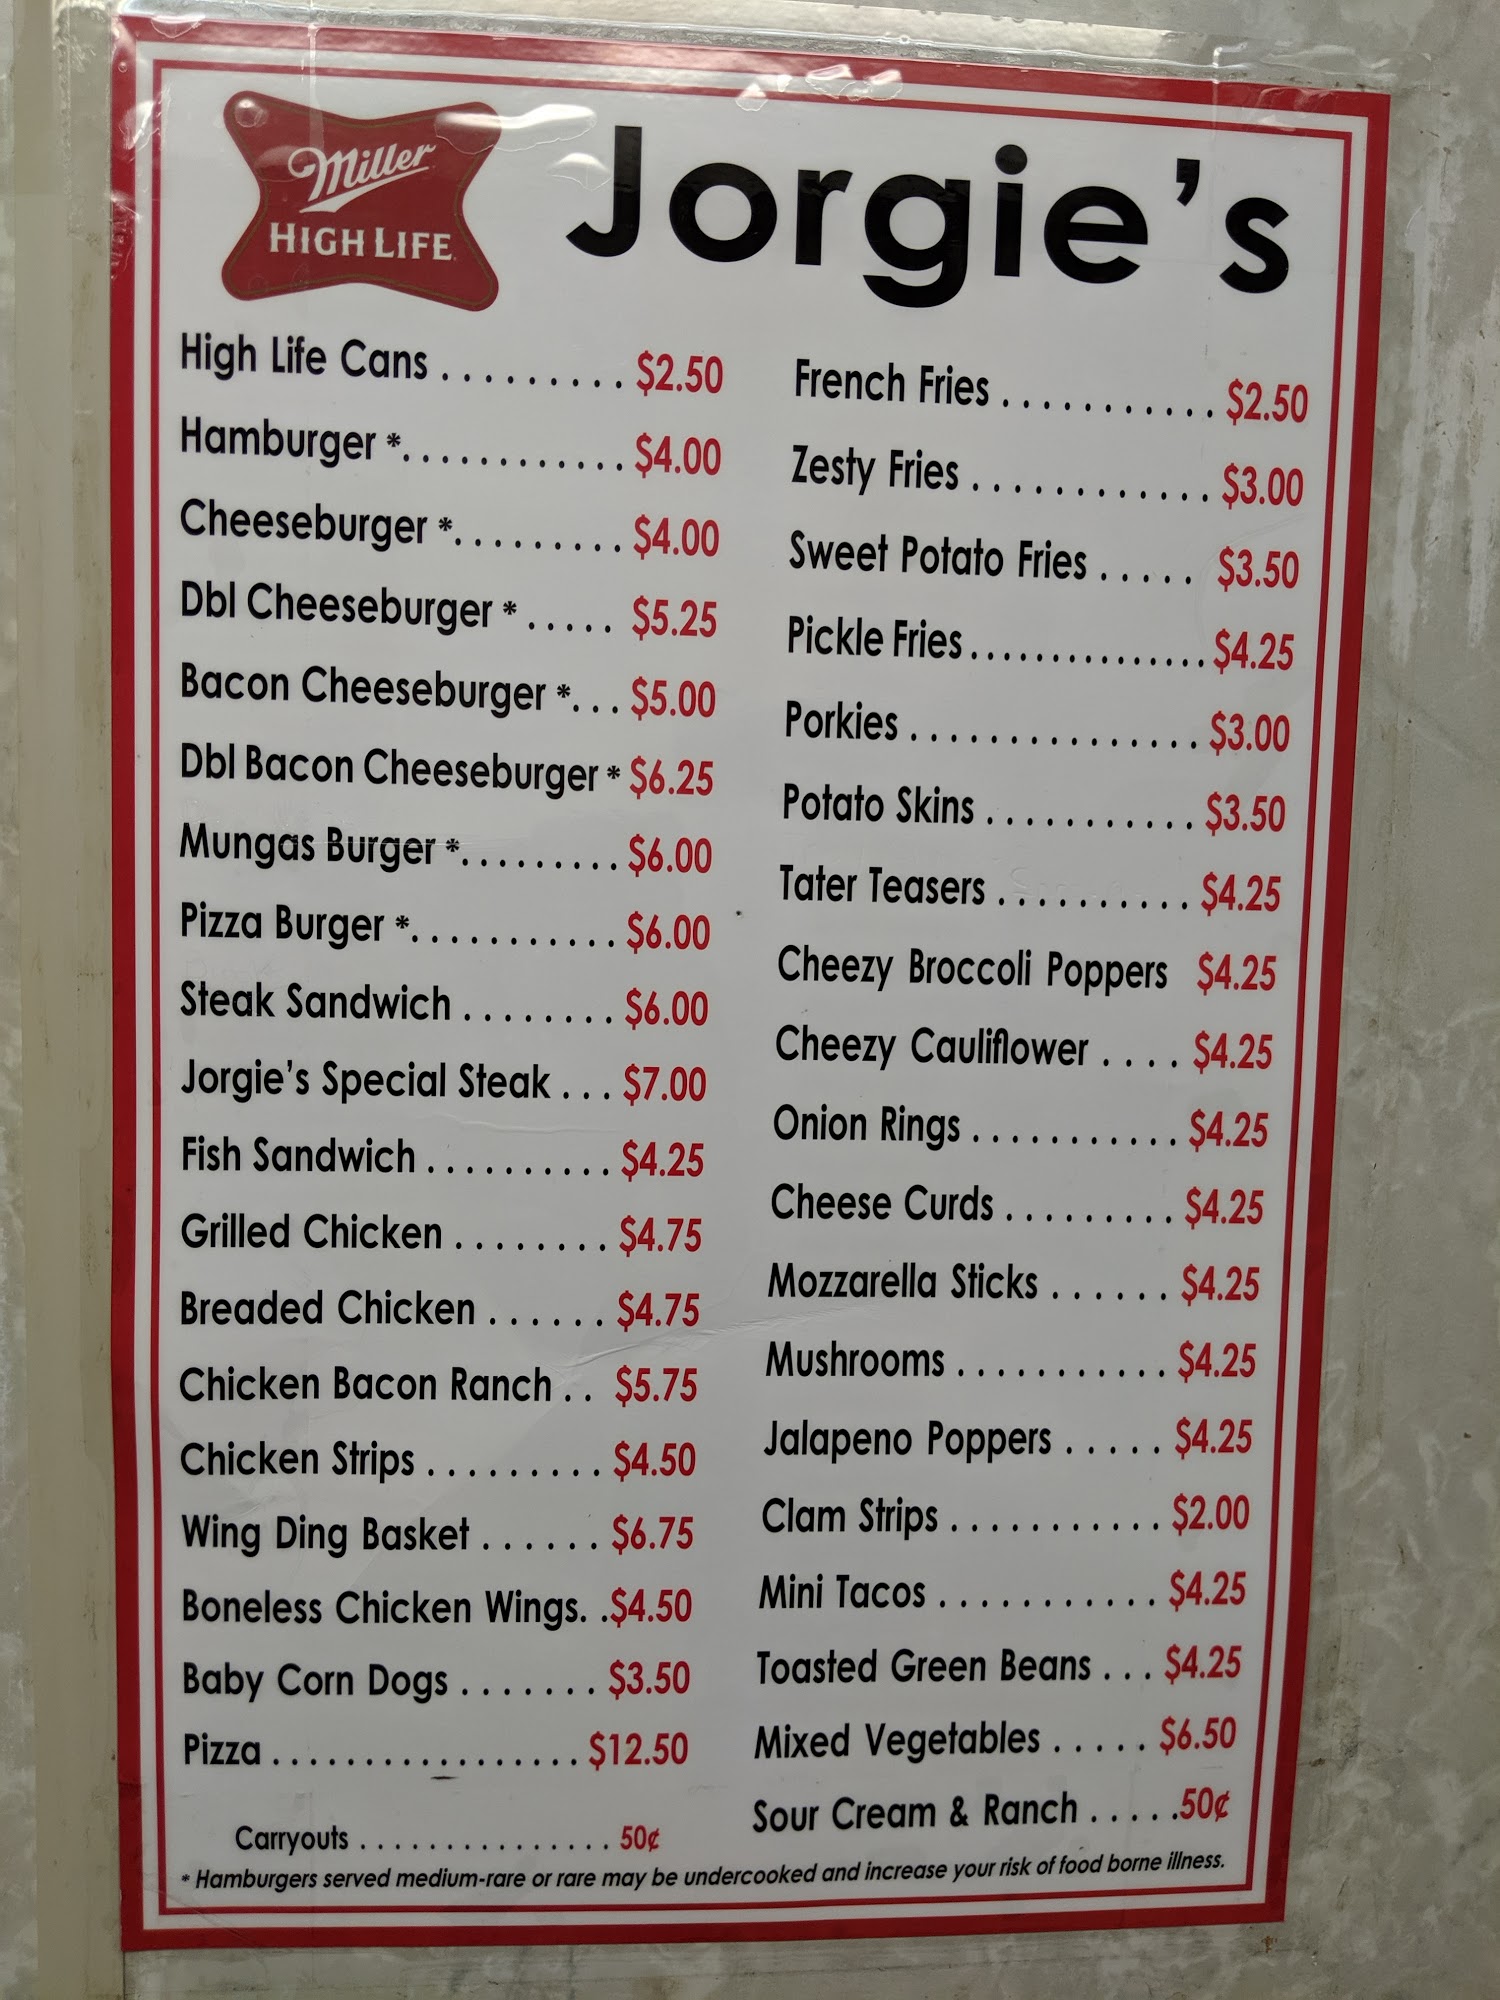 Miller
HIGH LIFE
Jorgie's
High Life Cans . . . . . . . . . $2.50
Hamburger *. . . . . . . . . . . . $4.00
Cheeseburger *. . . . . . . . . $4.00
Dbl Cheeseburger * . . . . . $5.25
Bacon Cheeseburger *. . . $5.00
Dbl Bacon Cheeseburger * $6.25
Mungas Burger *. . . . . . . . . $6.00
Pizza Burger *. . . . . . . . . . . $6.00
Steak Sandwich . . . . . . . . $6.00
Jorgie's Special Steak . . . $7.00
Fish Sandwich . . . . . . . . . . $4.25
Grilled Chicken . . . . . . . . $4.75
Breaded Chicken . . . . . . $4.75
Chicken Bacon Ranch . . $5.75
Chicken Strips . . . . . . . . . $4.50
Wing Ding Basket . . . . . . $6.75
Boneless Chicken Wings. .$4.50
Baby Corn Dogs . . . . . . . $3.50
Pizza . . . . . . . . . . . . . . . . $12.50
Carryouts . . . . . . . . . . . . . . . 50¢
French Fries . . . . . . . . . . . $2.50
Zesty Fries . . . . . . . . . . . . $3.00
Sweet Potato Fries . . . . . $3.50
Pickle Fries. . . . . . . . . . . . . . $4.25
Porkies . . . . . . . . . . . . . . . $3.00
Potato Skins . . . . . . . . . . . $3.50
Tater Teasers . . . . . . . . . . $4.25
Cheezy Broccoli Poppers $4.25
Cheezy Cauliflower . . . . $4.25
Onion Rings . . . . . . . . . . . $4.25
Cheese Curds . . . . . . . . . $4.25
Mozzarella Sticks . . . . . . $4.25
Mushrooms . . . . . . . . . . . $4.25
Jalapeno Poppers . . . . . $4.25
Clam Strips . . . . . . . . . . . $2.00
Mini Tacos . . . . . . . . . . . $4.25
Toasted Green Beans . . . $4.25
Mixed Vegetables . . . . . $6.50
Sour Cream & Ranch . . . . .50¢
* Hamburgers served medium-rare or rare may be undercooked and increase your risk of food borne illness.